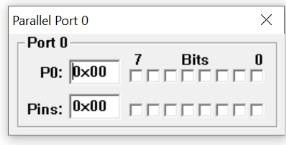 Parallel Port 0
Port 0
7 Bits 0
P0: 0x00
Pins: 0x00